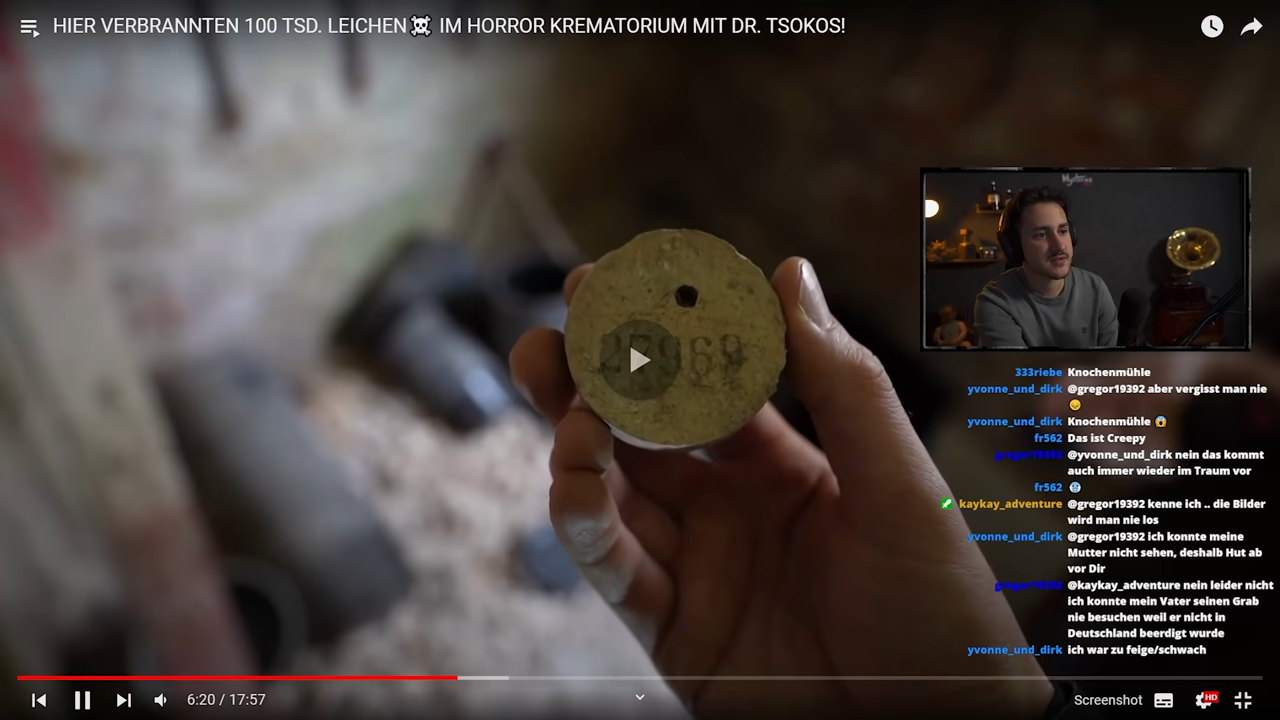 HIER VERBRANNTEN 100 TSD. LEICHEN☠️ IM HORROR KREMATORIUM MIT DR. TSOKOS!
333riebe Knochenmühle
yvonne_und_dirk @gregor19392 aber vergisst man nie
😔
yvonne_und_dirk Knochenmühle 😱
fr562 Das ist Creepy
gregor19392 @yvonne_und_dirk nein das kommt
auch immer wieder im Traum vor
fr562 🥶
kaykay_adventure @gregor19392 kenne ich .. die Bilder
wird man nie los
yvonne_und_dirk @gregor19392 ich konnte meine
Mutter nicht sehen, deshalb Hut ab
vor Dir
gregor19392 @kaykay_adventure nein leider nicht
ich konnte mein Vater seinen Grab
nie besuchen weil er nicht in
Deutschland beerdigt wurde
yvonne_und_dirk ich war zu feige/schwach
6:20 / 17:57
Screenshot
HD